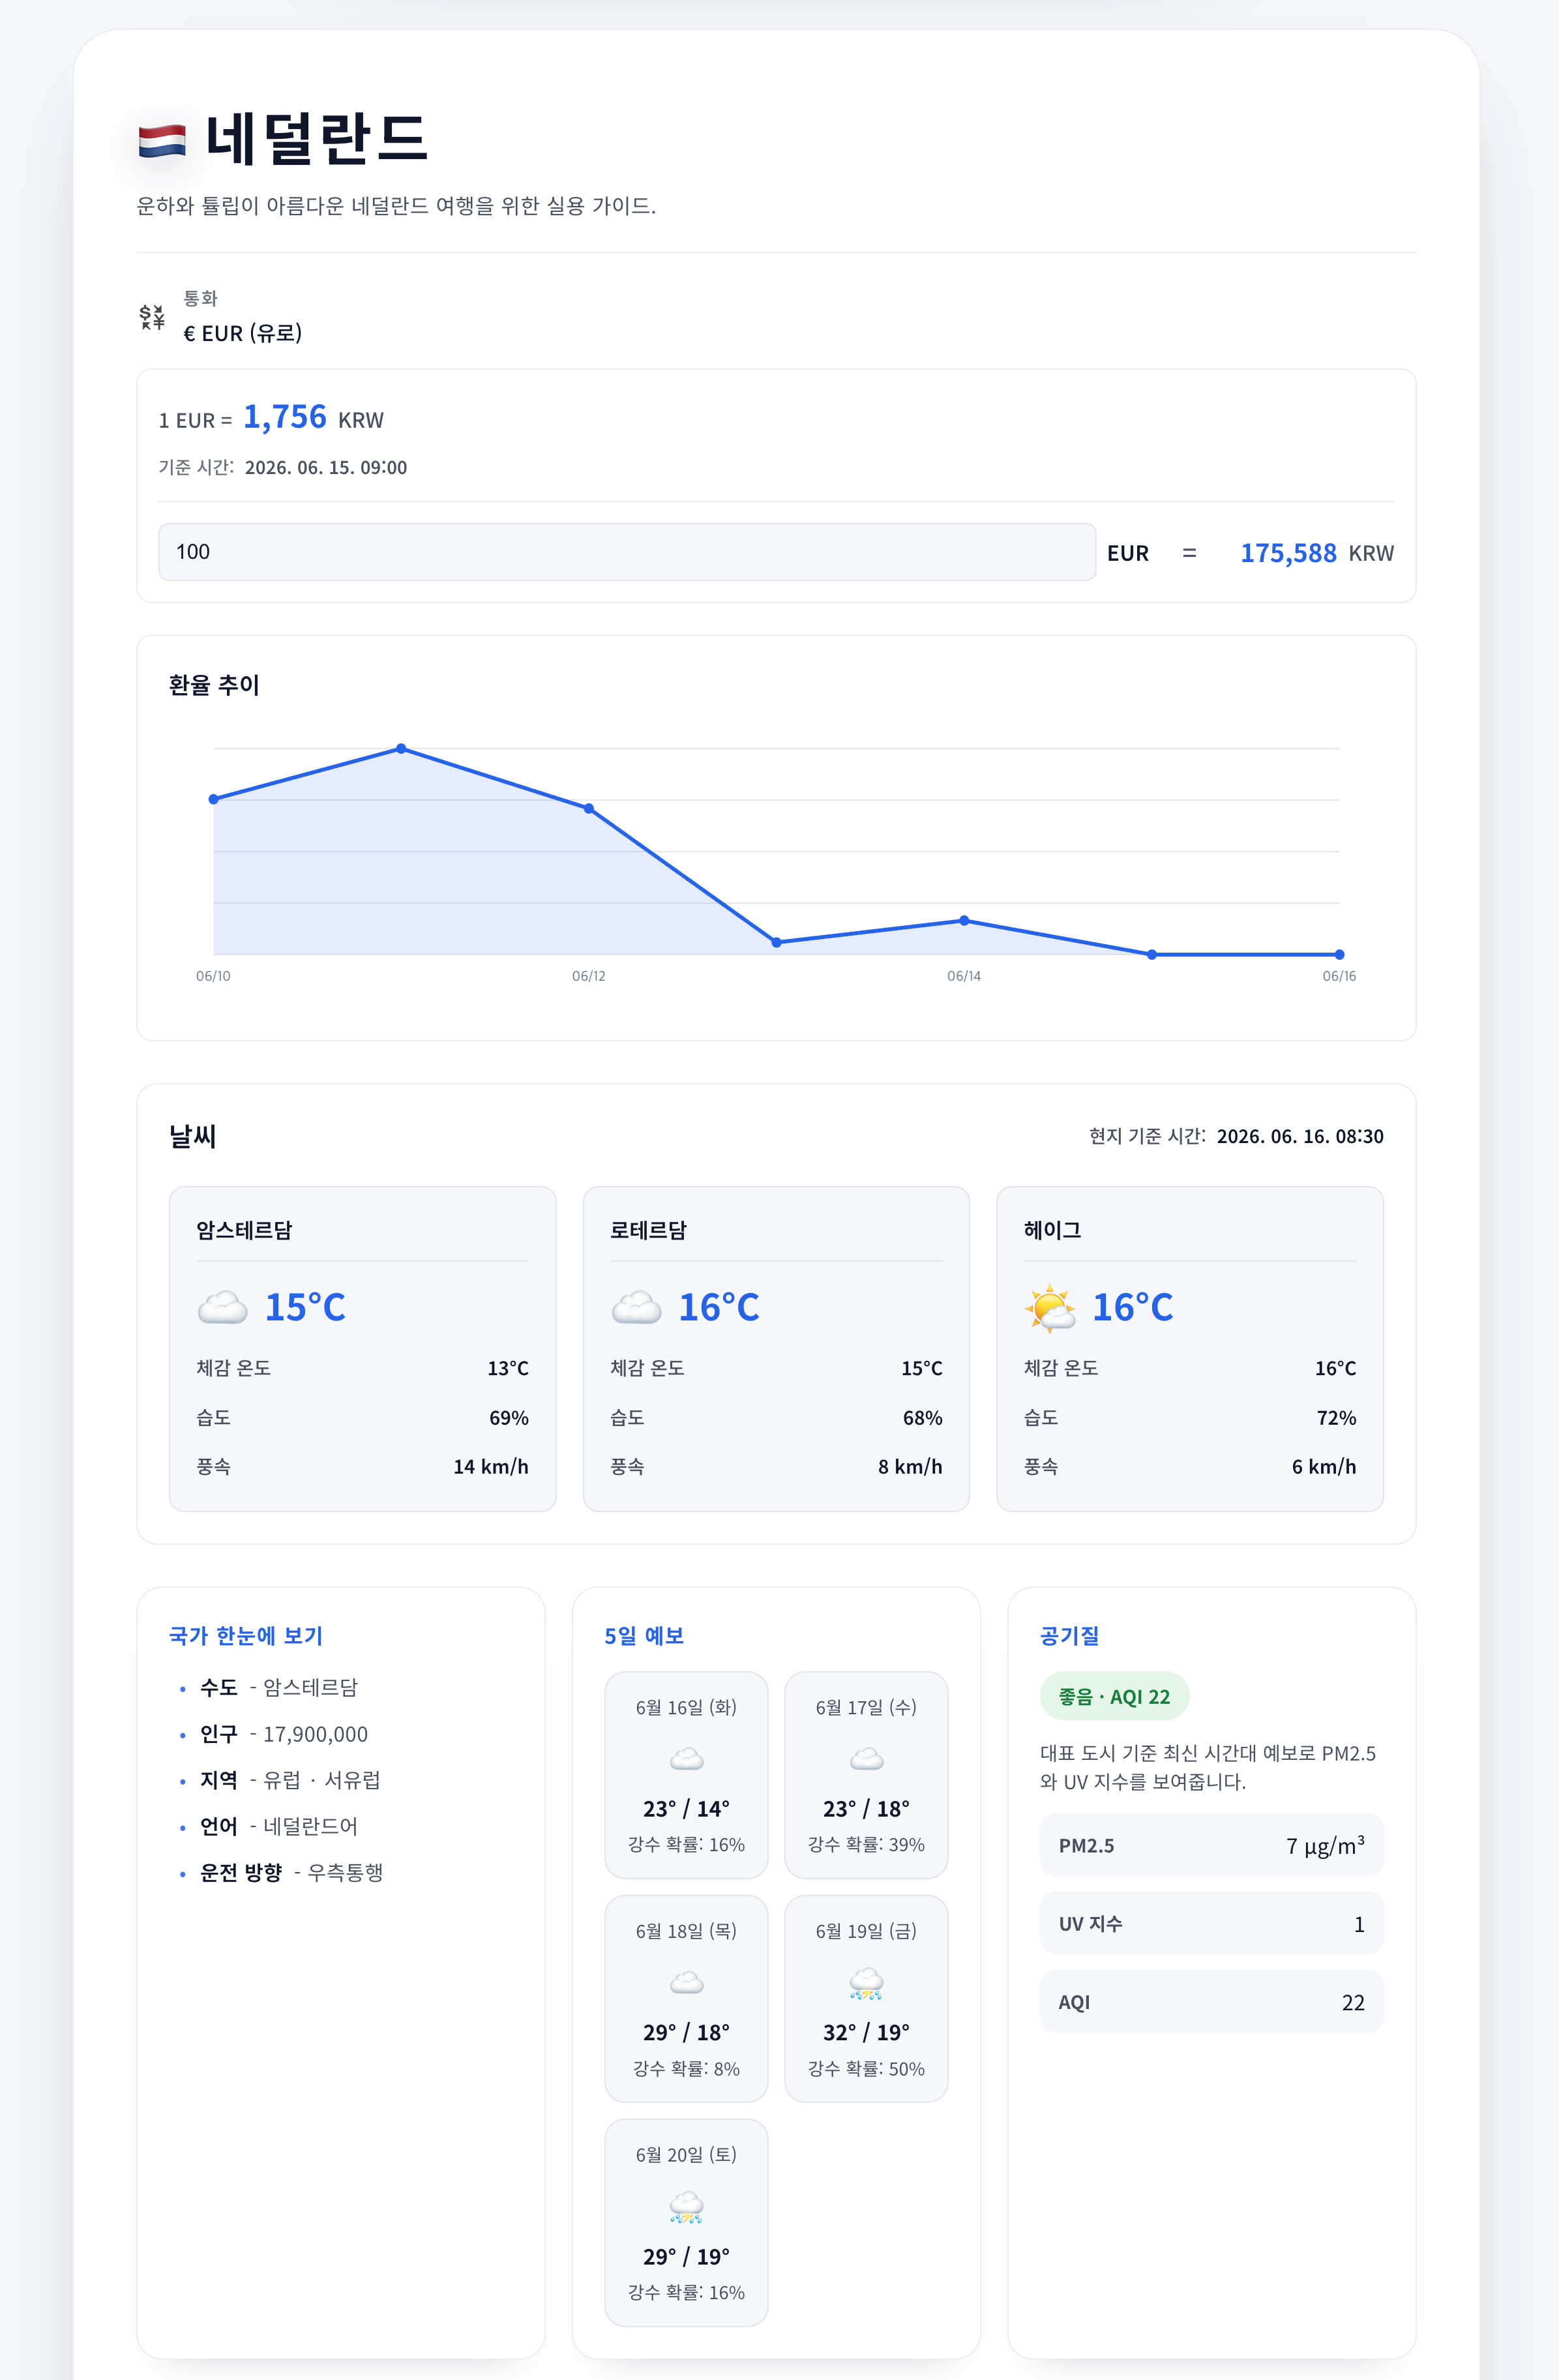 네덜란드
운하와 튤립이 아름다운 네덜란드 여행을 위한 실용 가이드.
통화
€ EUR (유로)
1 EUR = 1,756 KRW
기준 시간: 2026. 06. 15. 09:00
100 EUR = 175,588 KRW
환율 추이
06/10 06/12 06/14 06/16
날씨
현지 기준 시간: 2026. 06. 16. 08:30
암스테르담
15°C
체감 온도 13°C
습도 69%
풍속 14 km/h
로테르담
16°C
체감 온도 15°C
습도 68%
풍속 8 km/h
헤이그
16°C
체감 온도 16°C
습도 72%
풍속 6 km/h
국가 한눈에 보기
• 수도 - 암스테르담
• 인구 - 17,900,000
• 지역 - 유럽 · 서유럽
• 언어 - 네덜란드어
• 운전 방향 - 우측통행
5일 예보
6월 16일 (화)
23° / 14°
강수 확률: 16%
6월 17일 (수)
23° / 18°
강수 확률: 39%
6월 18일 (목)
29° / 18°
강수 확률: 8%
6월 19일 (금)
32° / 19°
강수 확률: 50%
6월 20일 (토)
29° / 19°
강수 확률: 16%
공기질
좋음 · AQI 22
대표 도시 기준 최신 시간대 예보로 PM2.5
와 UV 지수를 보여줍니다.
PM2.5 7 µg/m³
UV 지수 1
AQI 22